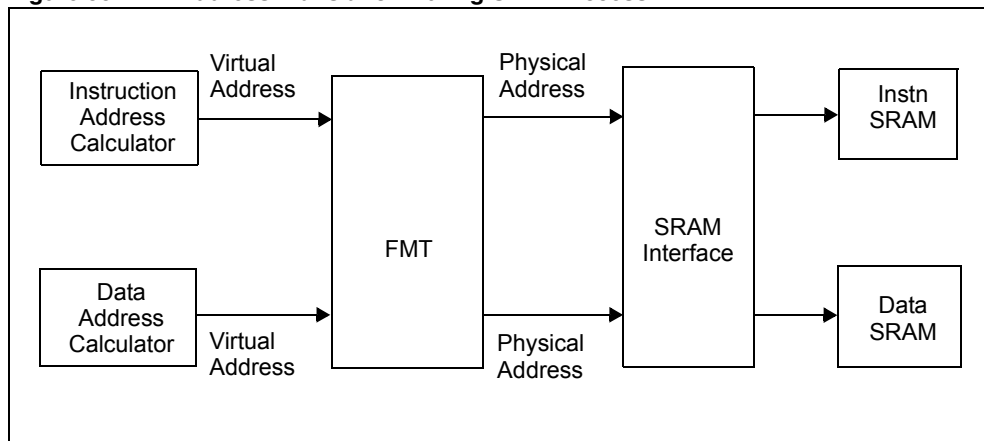 Virtual
Address
Physical
Address
Instruction
Address
Calculator
Instn
SRAM
FMT
SRAM
Interface
Data
Address
Calculator
Virtual
Address
Physical
Address
Data
SRAM